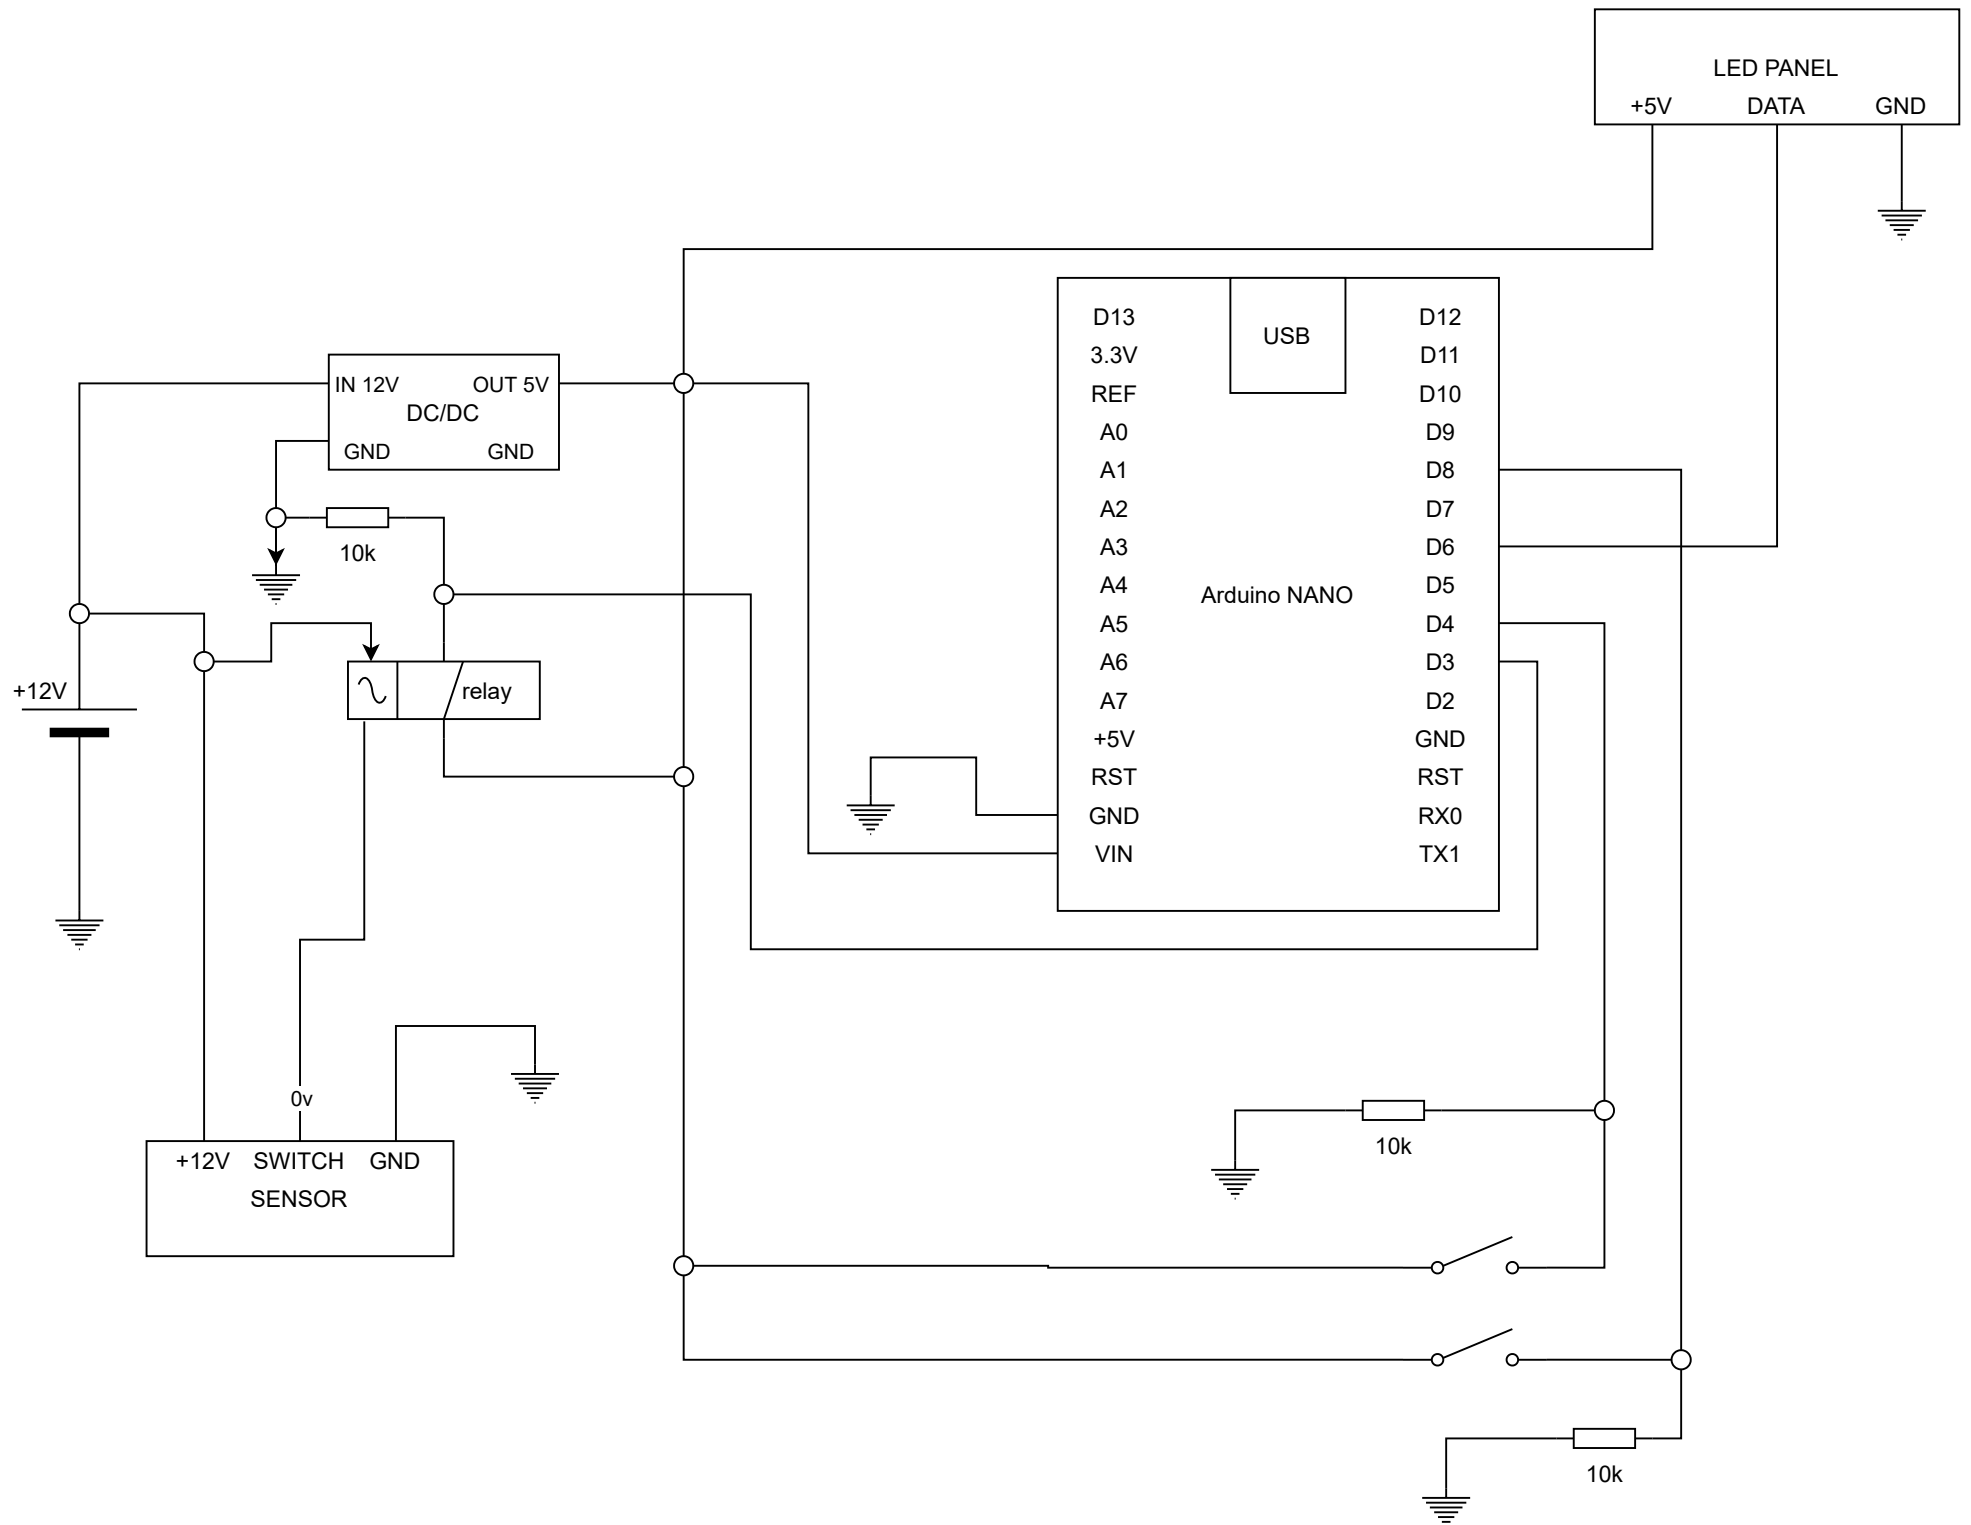 LED PANEL
+5V DATA GND
D13 USB D12
3.3V D11
REF D10
A0 D9
A1 D8
A2 D7
A3 D6
A4 D5
Arduino NANO
A5 D4
A6 D3
A7 D2
+5V GND
RST RST
GND RX0
VIN TX1
IN 12V OUT 5V
DC/DC
GND GND
10k
relay
+12V
0v
+12V SWITCH GND
SENSOR
10k
10k